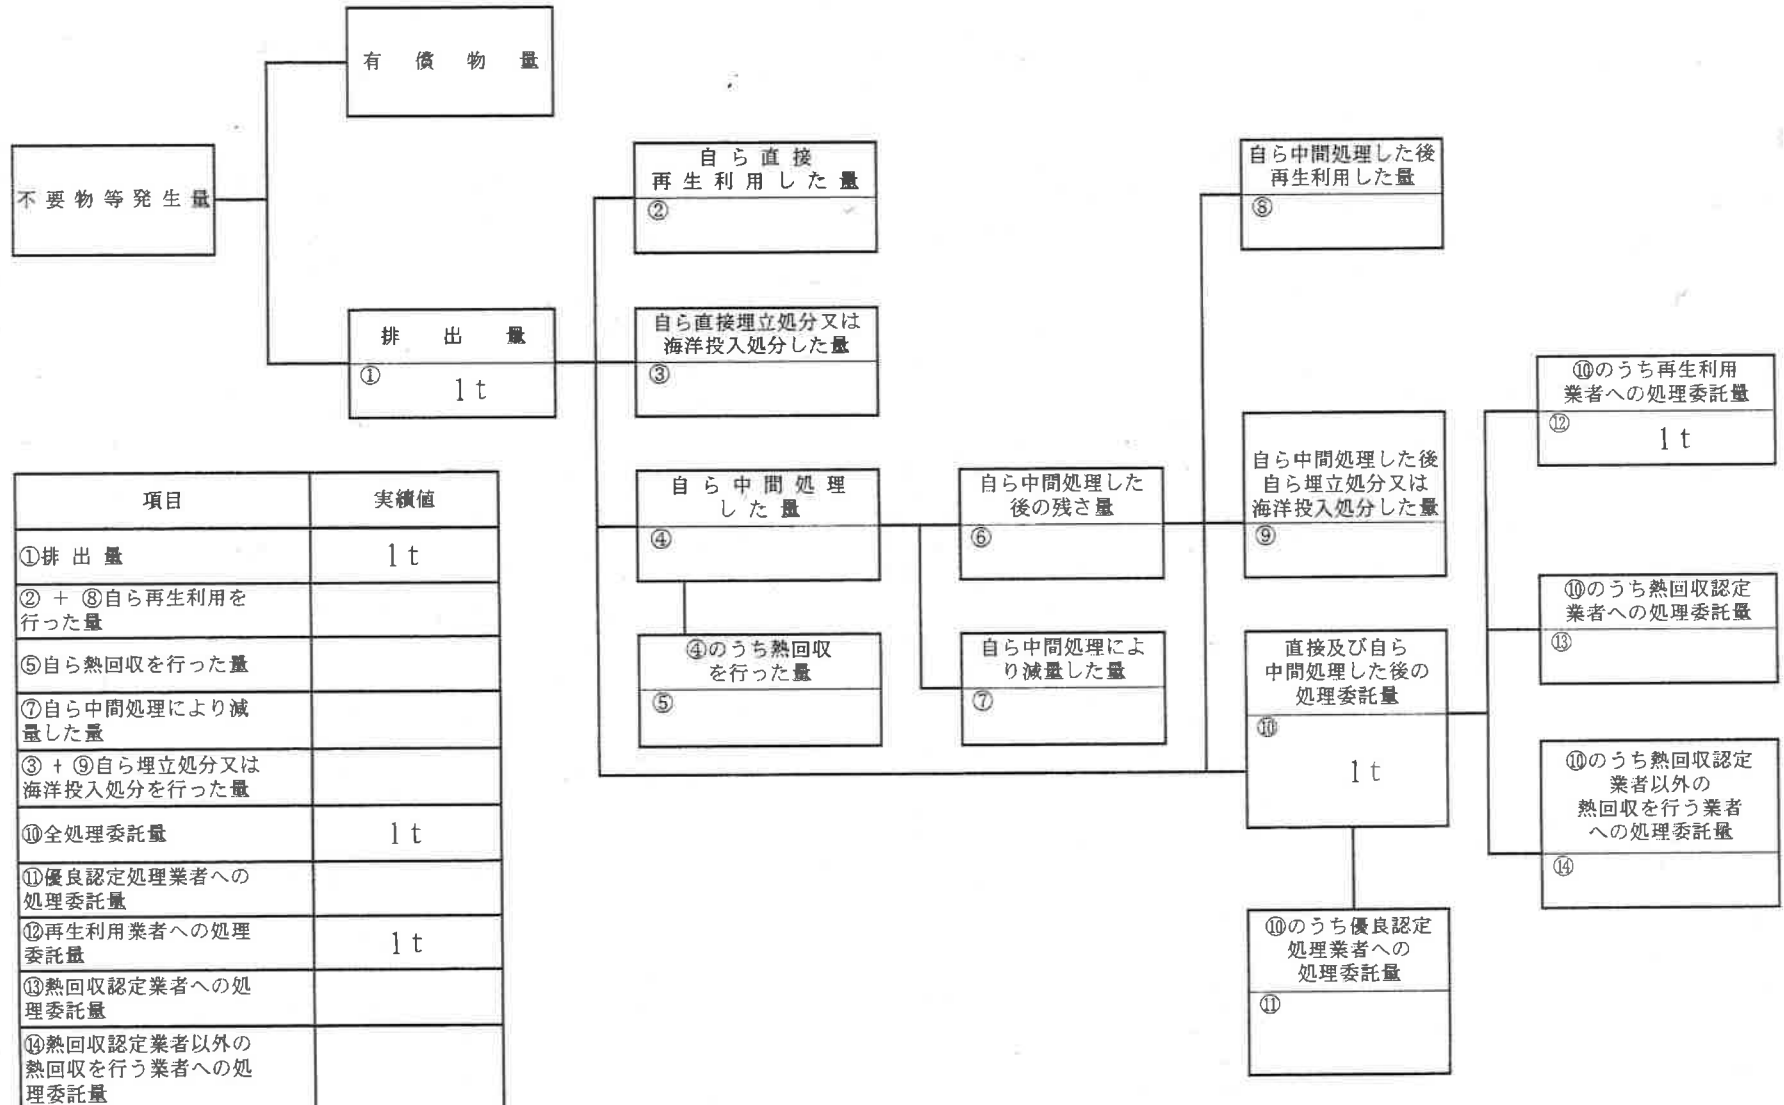 有償物量
不要物等発生量
排出量
①
1t
自ら直接
再生利用した量
②
自ら直接埋立処分又は
海洋投入処分した量
③
自ら中間処理
した量
④
④のうち熱回収
を行った量
⑤
自ら中間処理した
後の残さ量
⑥
自ら中間処理によ
り減量した量
⑦
自ら中間処理した後
再生利用した量
⑧
自ら中間処理した後
自ら埋立処分又は
海洋投入処分した量
⑨
直接及び自ら
中間処理した後の
処理委託量
⑩
1t
⑩のうち優良認定
処理業者への
処理委託量
⑪
⑩のうち再生利用
業者への処理委託量
⑫
1t
⑩のうち熱回収認定
業者への処理委託量
⑬
⑩のうち熱回収認定
業者以外の
熱回収を行う業者
への処理委託量
⑭
項目 実績値
①排出量 1t
② + ⑧自ら再生利用を
行った量
⑤自ら熱回収を行った量
⑦自ら中間処理により減
量した量
③ + ⑨自ら埋立処分又は
海洋投入処分を行った量
⑩全処理委託量 1t
⑪優良認定処理業者への
処理委託量
⑫再生利用業者への処理
委託量 1t
⑬熱回収認定業者への処
理委託量
⑭熱回収認定業者以外の
熱回収を行う業者への処
理委託量